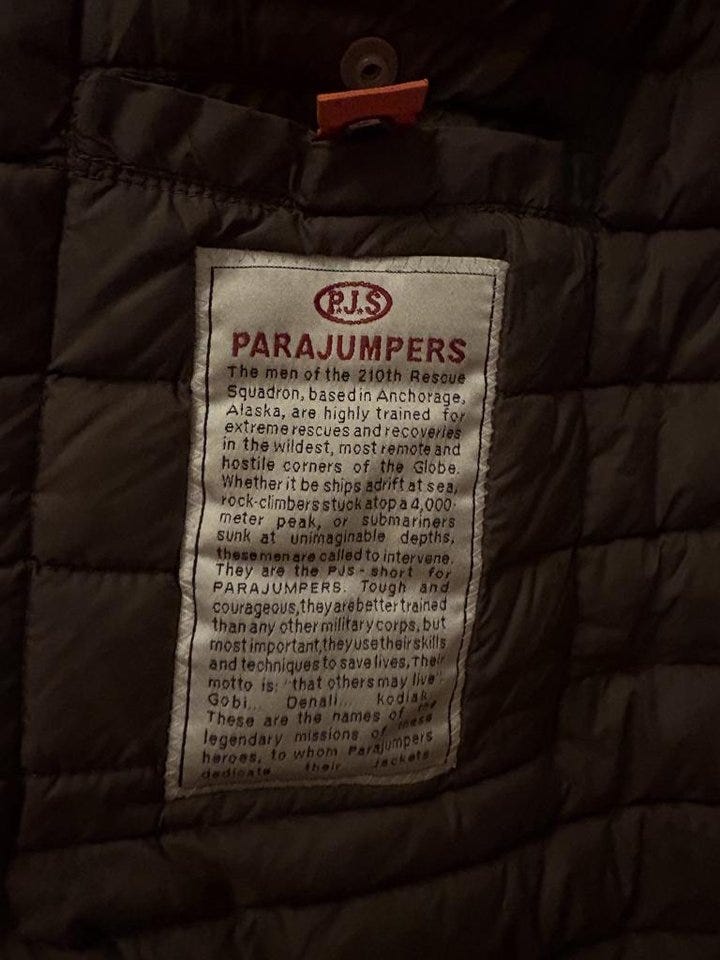 P.J.S
PARAJUMPERS
The men of the 210th Rescue
Squadron, based in Anchorage,
Alaska, are highly trained for
extreme rescues and recoveries
in the wildest, most remote and
hostile corners of the Globe.
Whether it be ships adrift at sea,
rock-climbers stuck atop a 4,000-
meter peak, or submariners
sunk at unimaginable depths,
these men are called to intervene.
They are the PJS - short for
PARAJUMPERS. Tough and
courageous, they are better trained
than any other military corps, but
most important, they use their skills
and techniques to save lives, Their
motto is: "that others may live"
Gobi... Denali... kodiak.
These are the names of the
legendary missions of these
heroes, to whom Parajumpers
dedicate their jackets